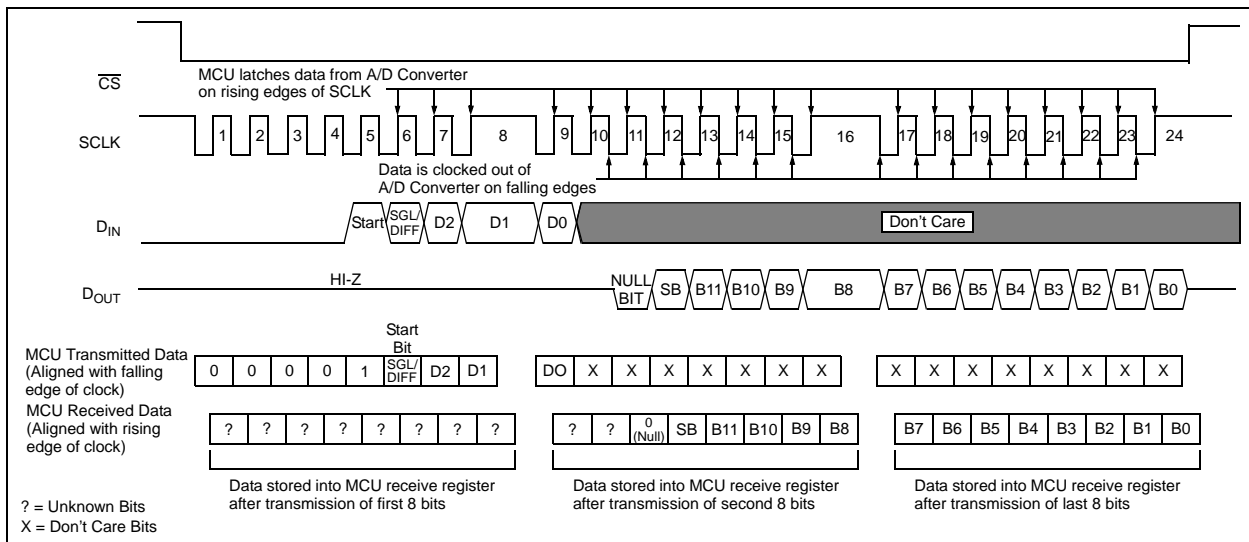 CS
MCU latches data from A/D Converter
on rising edges of SCLK
SCLK
1 2 3 4 5 6 7 8 9 10 11 12 13 14 15 16 17 18 19 20 21 22 23 24
Data is clocked out of
A/D Converter on falling edges
DIN
Start SGL/DIFF D2 D1 D0 Don't Care
HI-Z
DOUT
NULL BIT SB B11 B10 B9 B8 B7 B6 B5 B4 B3 B2 B1 B0
Start
Bit
MCU Transmitted Data
(Aligned with falling
edge of clock)
0 0 0 0 1 SGL/DIFF D2 D1 DO X X X X X X X X X X X X X X X
MCU Received Data
(Aligned with rising
edge of clock)
? ? ? ? ? ? ? ? ? ? 0 (Null) SB B11 B10 B9 B8 B7 B6 B5 B4 B3 B2 B1 B0
Data stored into MCU receive register
after transmission of first 8 bits
Data stored into MCU receive register
after transmission of second 8 bits
Data stored into MCU receive register
after transmission of last 8 bits
? = Unknown Bits
X = Don't Care Bits